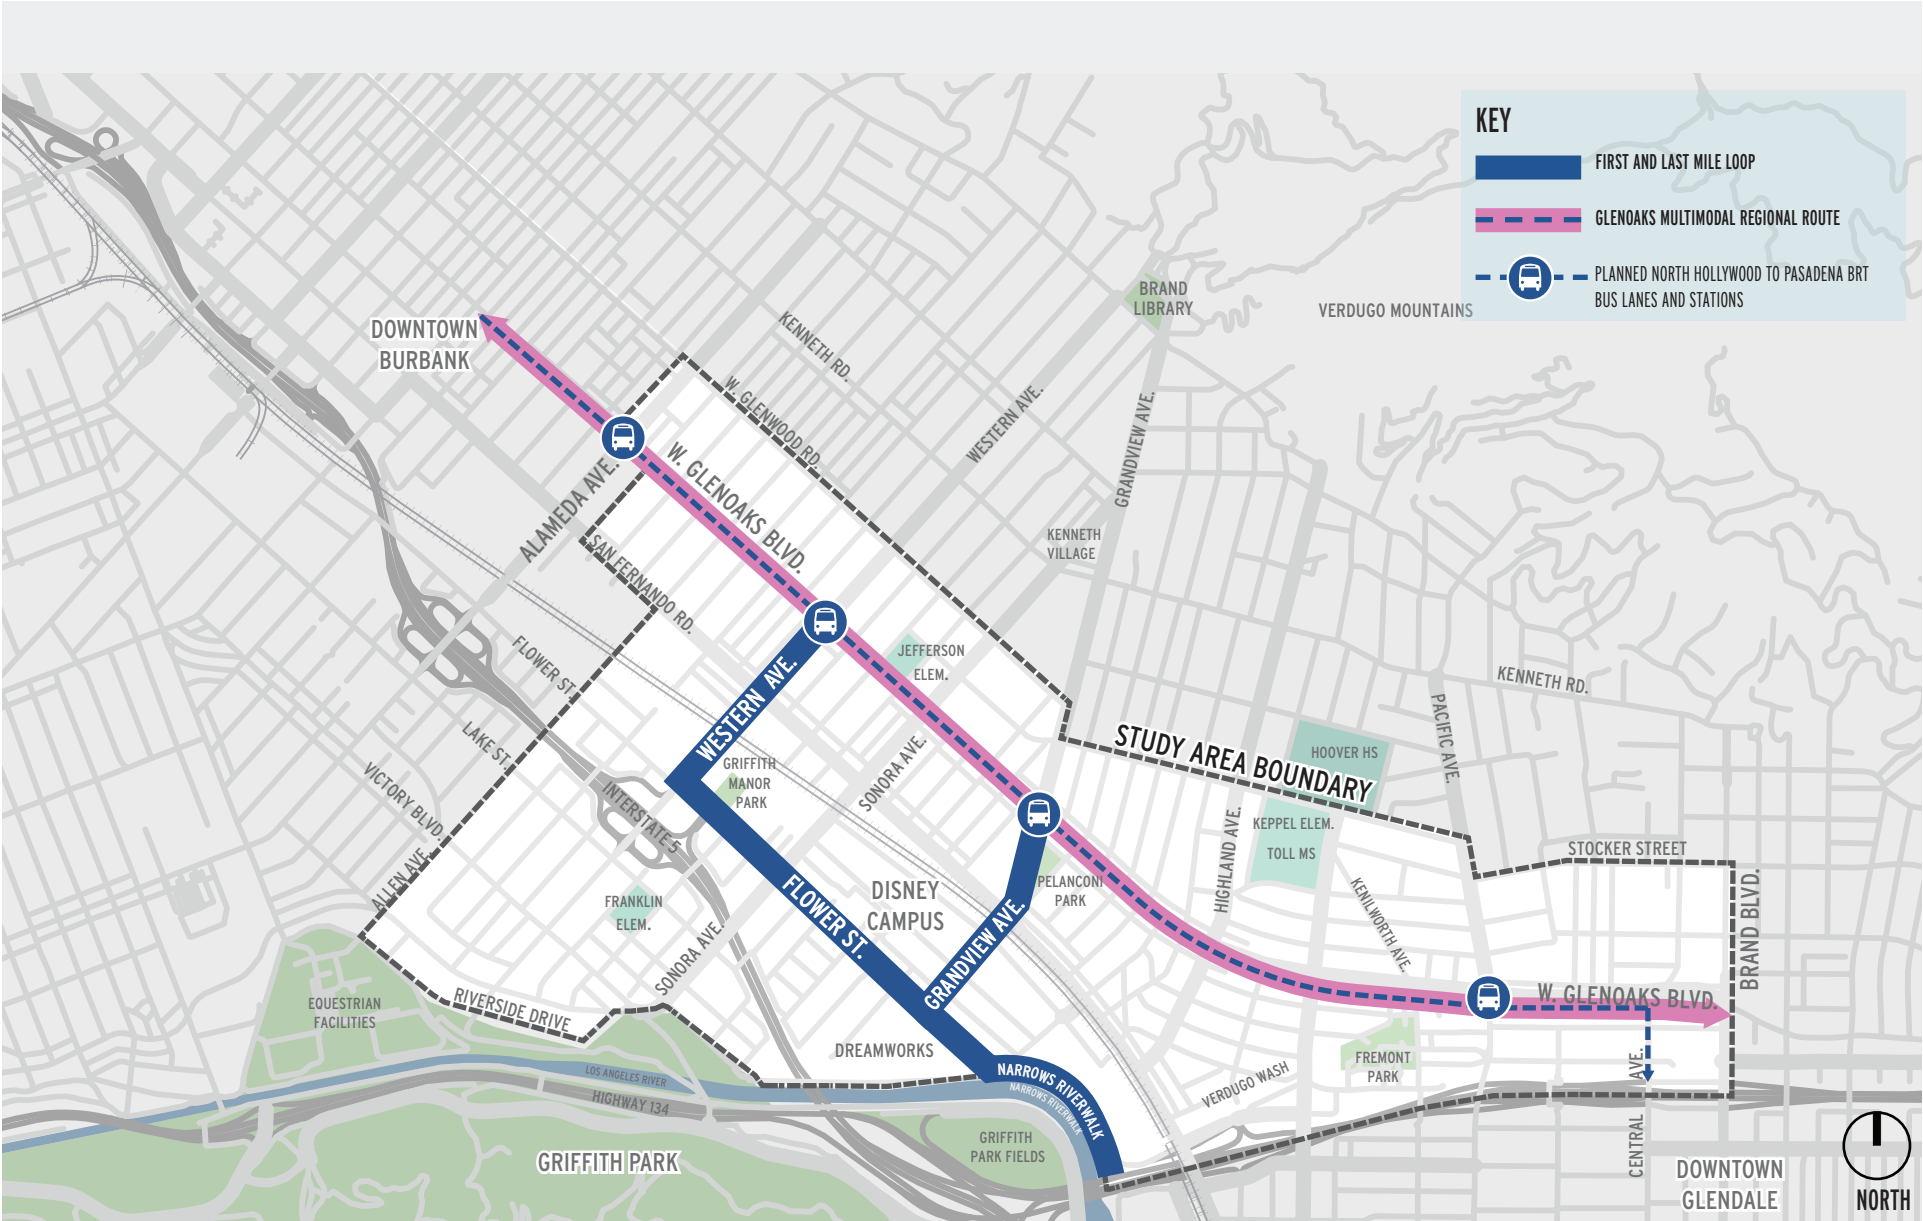 KEY
FIRST AND LAST MILE LOOP
GLENOAKS MULTIMODAL REGIONAL ROUTE
PLANNED NORTH HOLLYWOOD TO PASADENA BRT
BUS LANES AND STATIONS
BRAND
LIBRARY
VERDUGO MOUNTAINS
DOWNTOWN
BURBANK
KENNETH RD.
W. GLENWOOD RD.
WESTERN AVE.
GRANDVIEW AVE.
ALAMEDA AVE.
W. GLENOAKS BLVD.
KENNETH
VILLAGE
SAN FERNANDO RD.
FLOWER ST.
JEFFERSON
ELEM.
WESTERN AVE.
KENNETH RD.
PACIFIC AVE.
LAKE ST.
STUDY AREA BOUNDARY
HOOVER HS
GRIFFITH
MANOR
PARK
SONORA AVE.
VICTORY BLVD.
INTERSTATE 5
KEPPEL ELEM.
TOLL MS
HIGHLAND AVE.
STOCKER STREET
ALLEN AVE.
FRANKLIN
ELEM.
FLOWER ST.
DISNEY
CAMPUS
PELANCONI
PARK
KENILWORTH AVE.
BRAND BLVD.
SONORA AVE.
GRANDVIEW AVE.
W. GLENOAKS BLVD.
EQUESTRIAN
FACILITIES
RIVERSIDE DRIVE
DREAMWORKS
FREMONT
PARK
LOS ANGELES RIVER
NARROWS RIVERWALK
NARROWS RIVERWALK
VERDUGO WASH
HIGHWAY 134
CENTRAL AVE.
GRIFFITH PARK
GRIFFITH
PARK FIELDS
DOWNTOWN
GLENDALE
NORTH